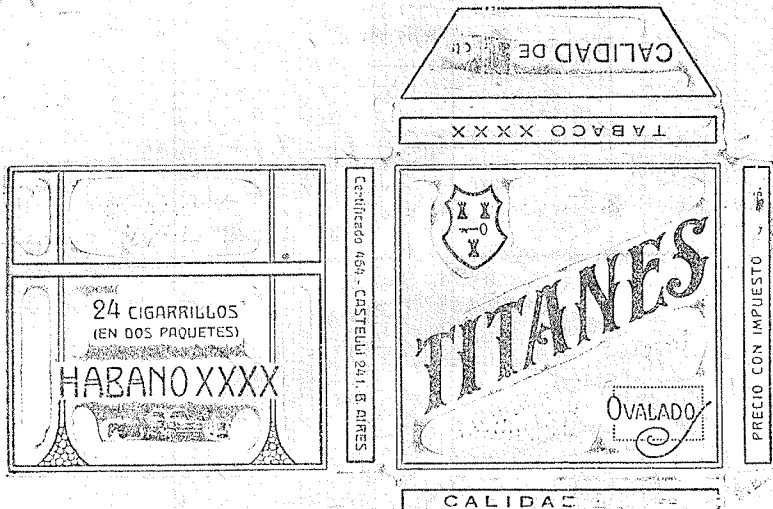 CALIDAD DE
TABACO XXXX
24 CIGARRILLOS
(EN DOS PAQUETES)
HABANO XXXX
Certificado 464 - CASTELLI 241. B. AIRES
TITANES
OVALADO
PRECIO CON IMPUESTO
CALIDAD